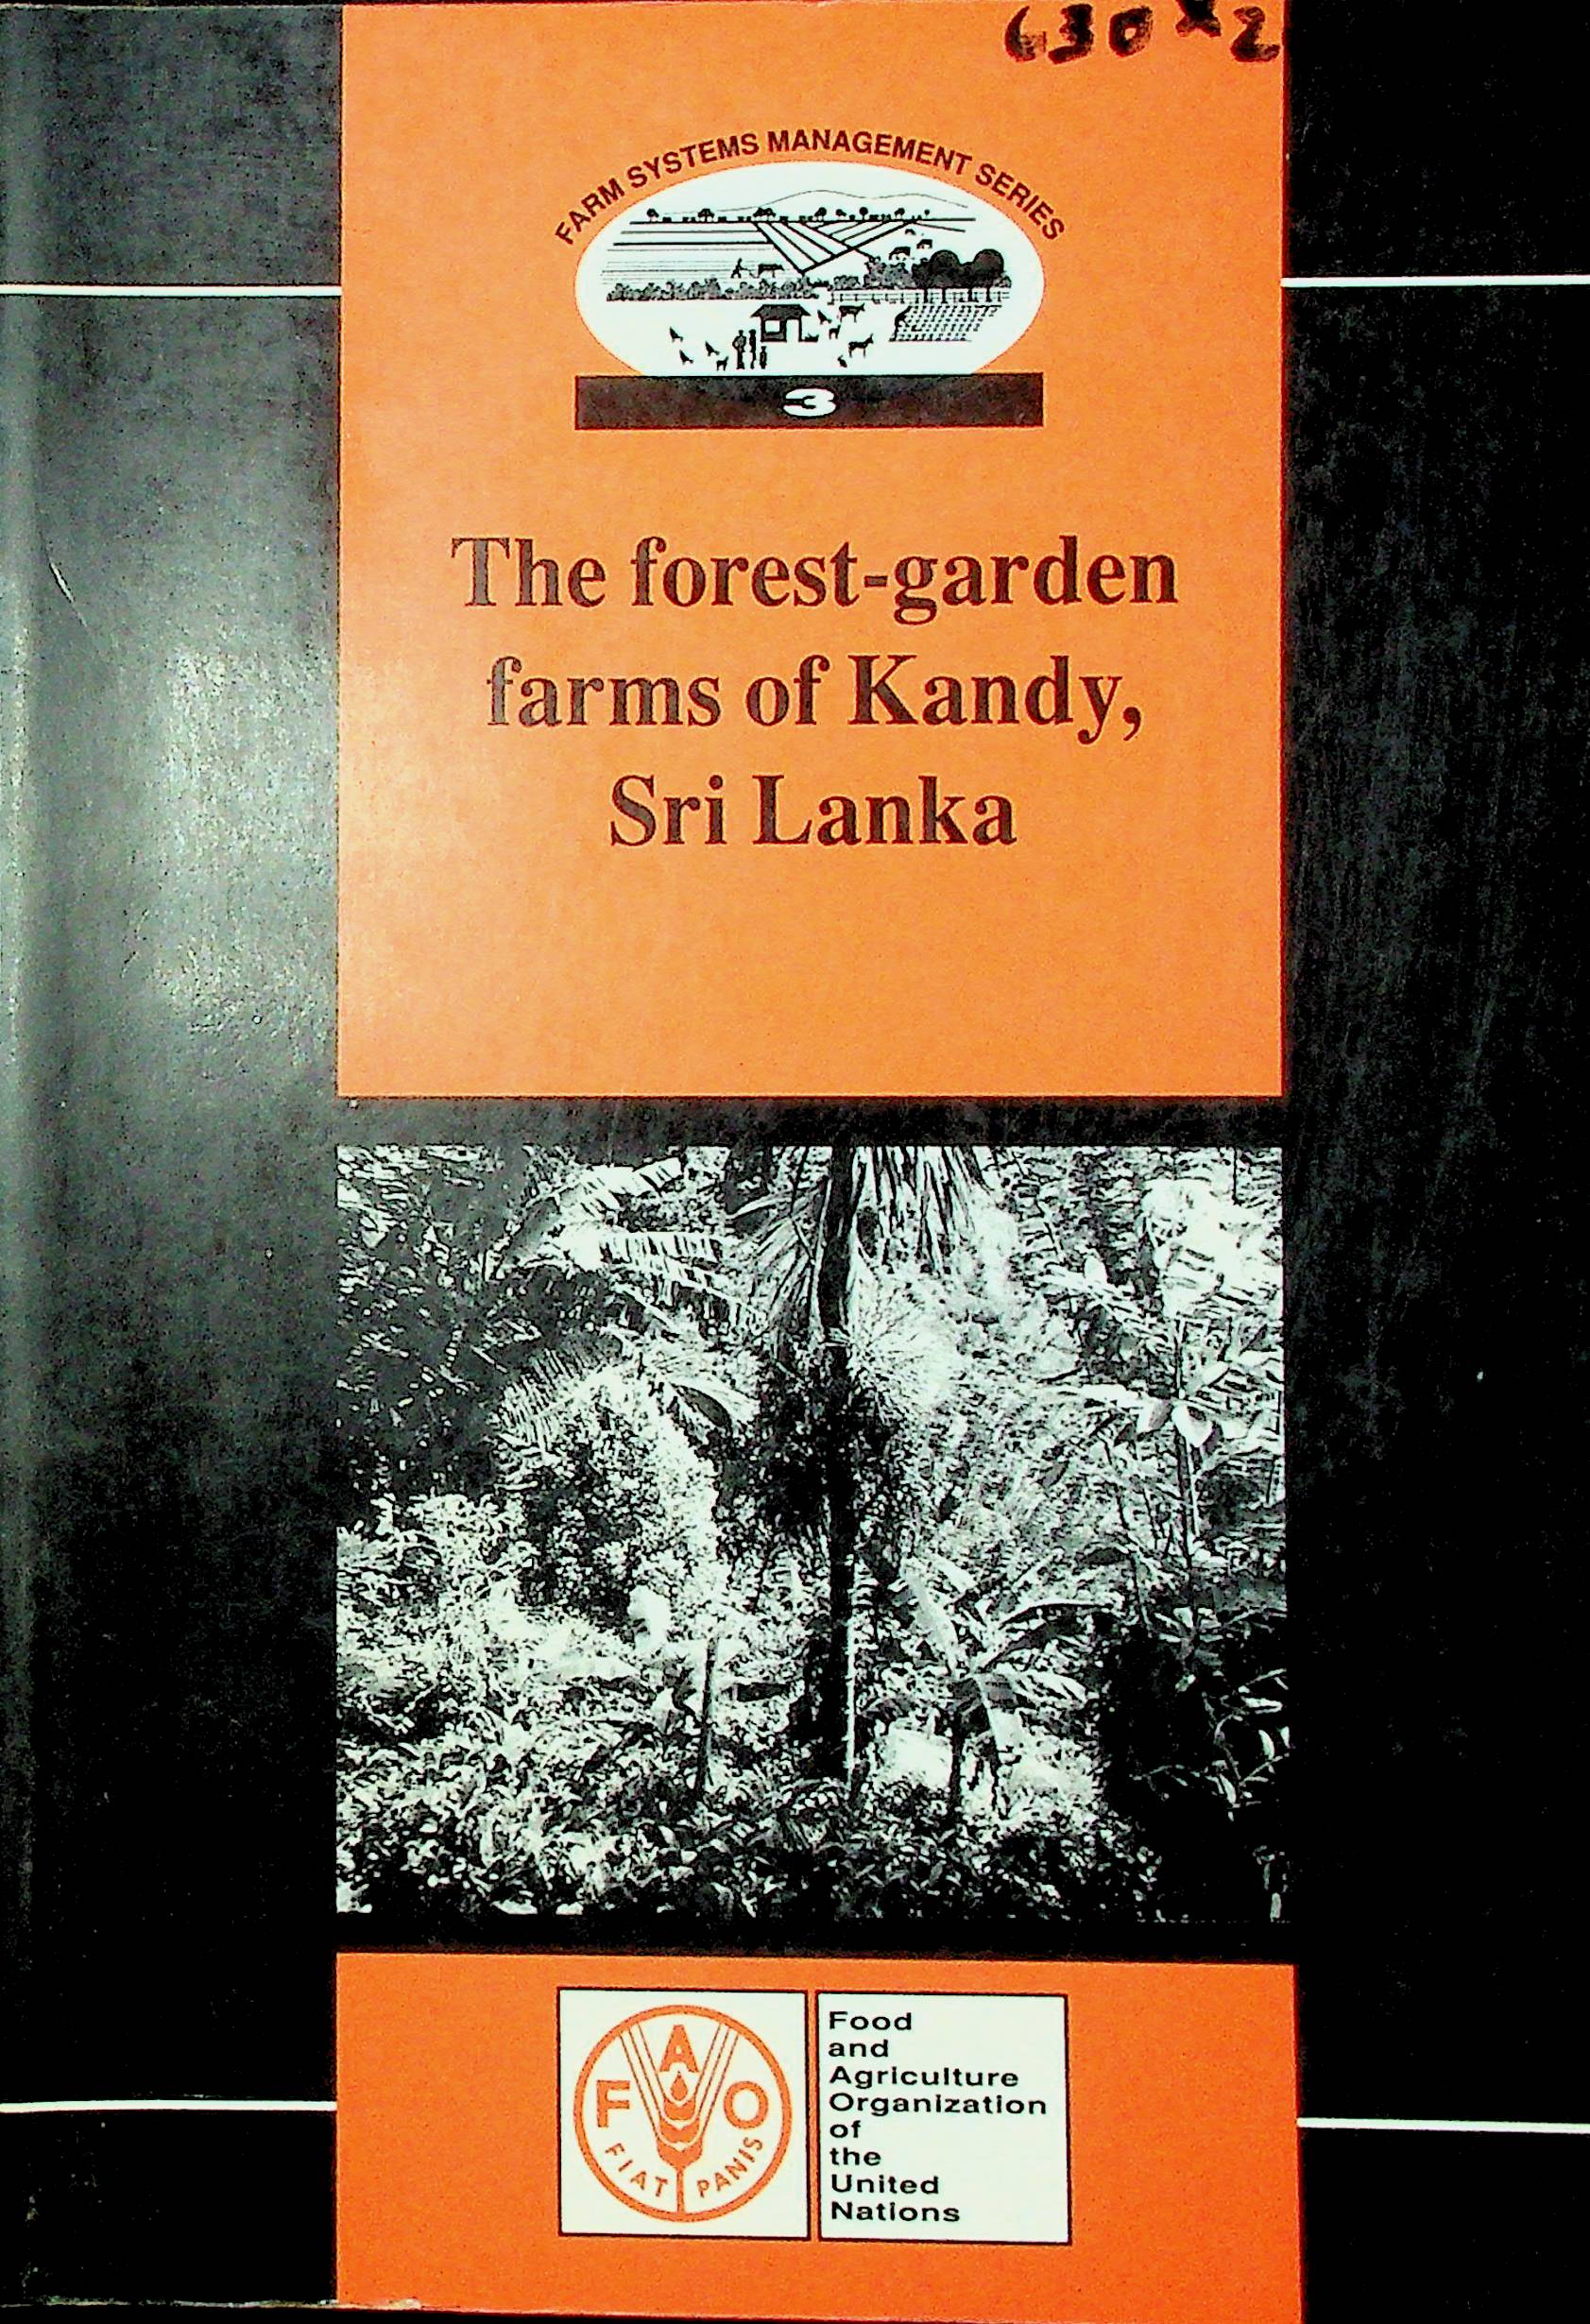 630 x 2
FARM SYSTEMS MANAGEMENT SERIES
3
The forest-garden
farms of Kandy,
Sri Lanka
FAO
FIAT PANIS
Food
and
Agriculture
Organization
of
the
United
Nations